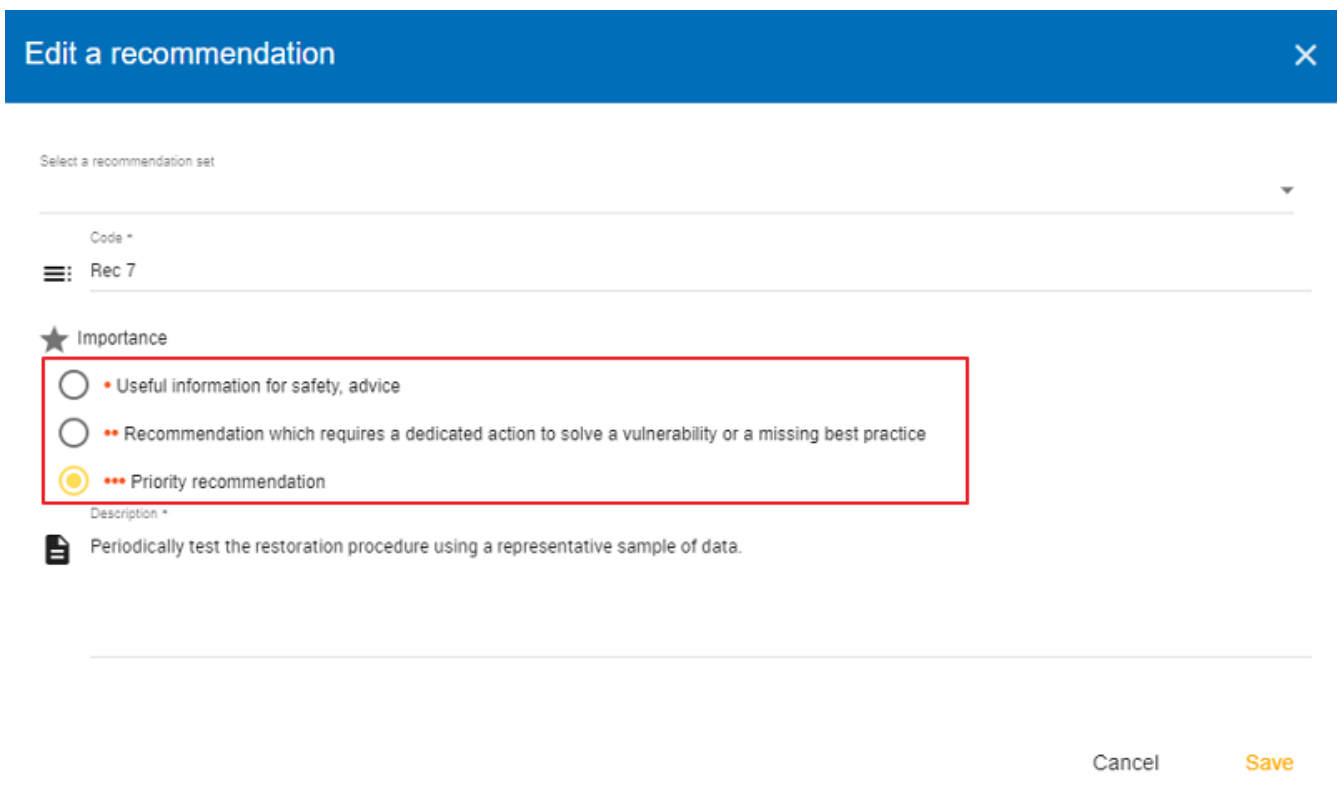 Edit a recommendation
Select a recommendation set
Code *
Rec 7
Importance
• Useful information for safety, advice
•• Recommendation which requires a dedicated action to solve a vulnerability or a missing best practice
••• Priority recommendation
Description *
Periodically test the restoration procedure using a representative sample of data.
Cancel Save